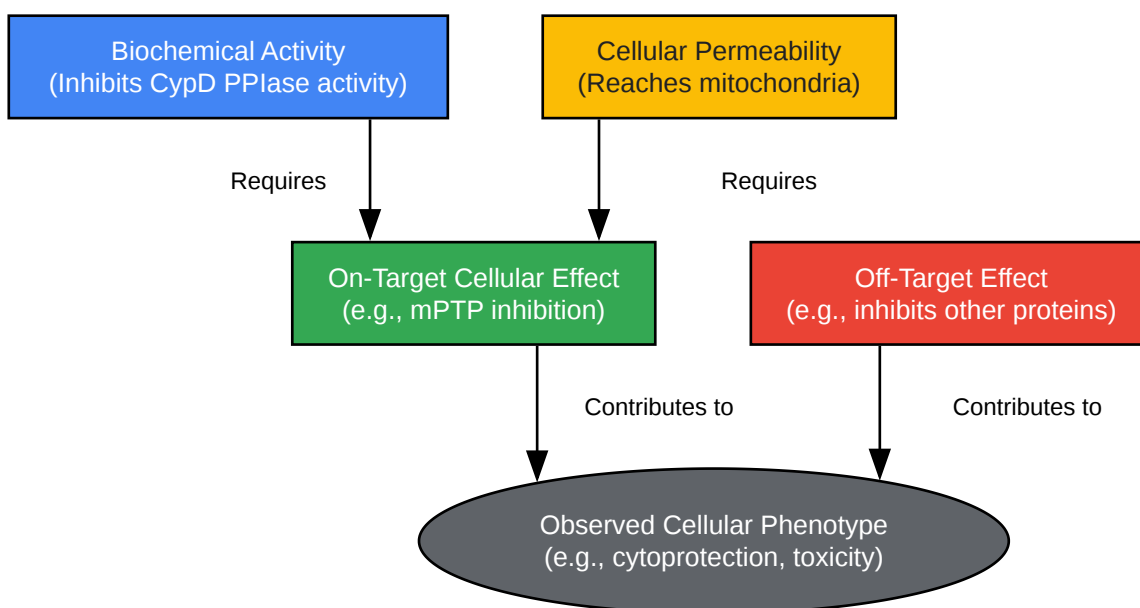 Biochemical Activity
(Inhibits CypD PPIase activity)
Cellular Permeability
(Reaches mitochondria)
Requires
Requires
On-Target Cellular Effect
(e.g., mPTP inhibition)
Off-Target Effect
(e.g., inhibits other proteins)
Contributes to
Contributes to
Observed Cellular Phenotype
(e.g., cytoprotection, toxicity)